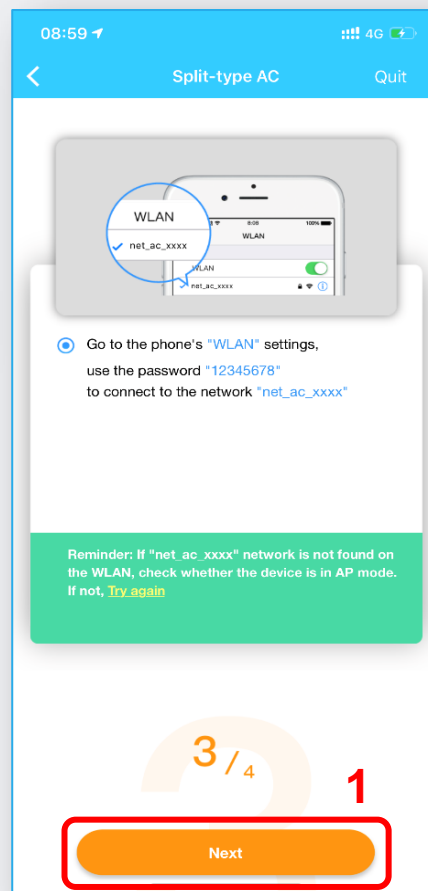 08:59
4G
Split-type AC
Quit
WLAN
net_ac_xxxx
8:08
100%
WLAN
WLAN
net_ac_xxxx
Go to the phone's "WLAN" settings,
use the password "12345678"
to connect to the network "net_ac_xxxx"
Reminder: If "net_ac_xxxx" network is not found on
the WLAN, check whether the device is in AP mode.
If not, Try again
3/4
1
Next